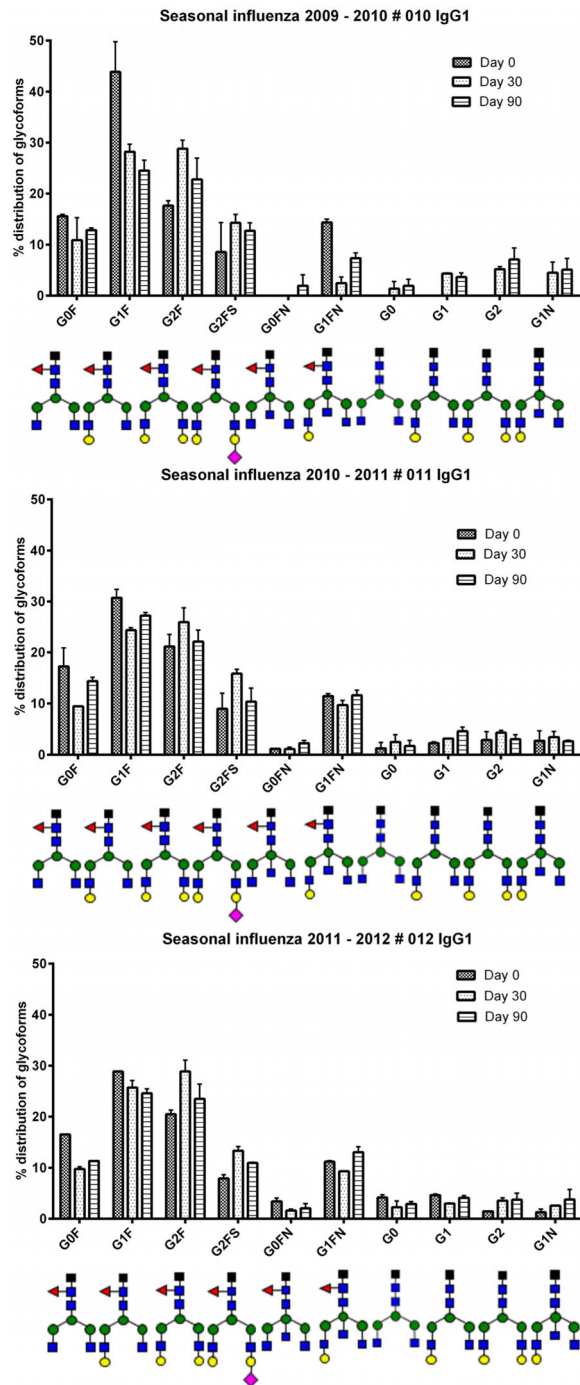 Seasonal influenza 2009 - 2010 # 010 IgG1
% distribution of glycoforms
50
40
30
20
10
0
Day 0
Day 30
Day 90
G0F
G1F
G2F
G2FS
G0FN
G1FN
G0
G1
G2
G1N
Seasonal influenza 2010 - 2011 # 011 IgG1
% distribution of glycoforms
50
40
30
20
10
0
Day 0
Day 30
Day 90
G0F
G1F
G2F
G2FS
G0FN
G1FN
G0
G1
G2
G1N
Seasonal influenza 2011 - 2012 # 012 IgG1
% distribution of glycoforms
50
40
30
20
10
0
Day 0
Day 30
Day 90
G0F
G1F
G2F
G2FS
G0FN
G1FN
G0
G1
G2
G1N